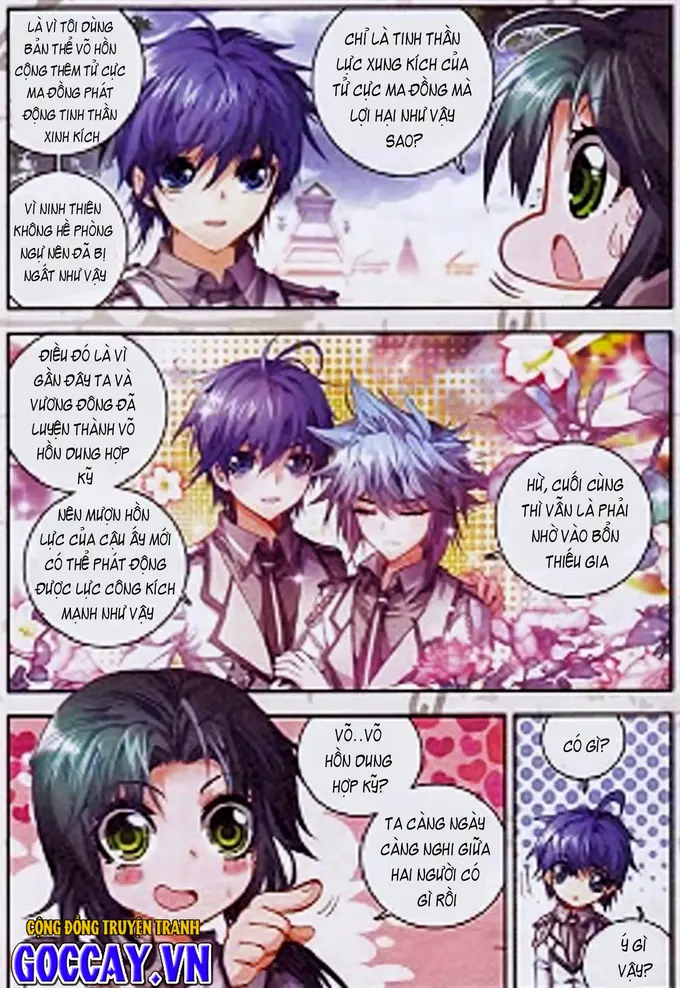 LÀ VÌ TÔI DÙNG
BẢN THỂ VÕ HỒN
CỘNG THÊM TỬ CỰC
MA ĐỒNG PHÁT
ĐỘNG TINH THẦN
XINH KÍCH
CHỈ LÀ TINH THẦN
LỰC XUNG KÍCH CỦA
TỬ CỰC MA ĐỒNG MÀ
LỢI HẠI NHƯ VẬY
SAO?
VÌ NINH THIÊN
KHÔNG HỀ PHÒNG
NGỰ NÊN ĐÃ BỊ
NGẤT NHƯ VẬY
ĐIỀU ĐÓ LÀ VÌ
GẦN ĐÂY TA VÀ
VƯƠNG ĐÔNG ĐÃ
LUYỆN THÀNH VÕ
HỒN DUNG HỢP
KỸ
NÊN MƯỢN HỒN
LỰC CỦA CẬU ẤY MỚI
CÓ THỂ PHÁT ĐỘNG
ĐƯỢC LỰC CÔNG KÍCH
MẠNH NHƯ VẬY
HỪ, CUỐI CÙNG
THÌ VẪN LÀ PHẢI
NHỜ VÀO BỔN
THIẾU GIA
VÕ..VÕ
HỒN DUNG
HỢP KỸ?
TA CÀNG NGÀY
CÀNG NGHI GIỮA
HAI NGƯỜI CÓ
GÌ RỒI
CÓ GÌ?
Ý GÌ
VẬY?
CỘNG ĐỒNG TRUYỆN TRANH
GOCCAY.VN